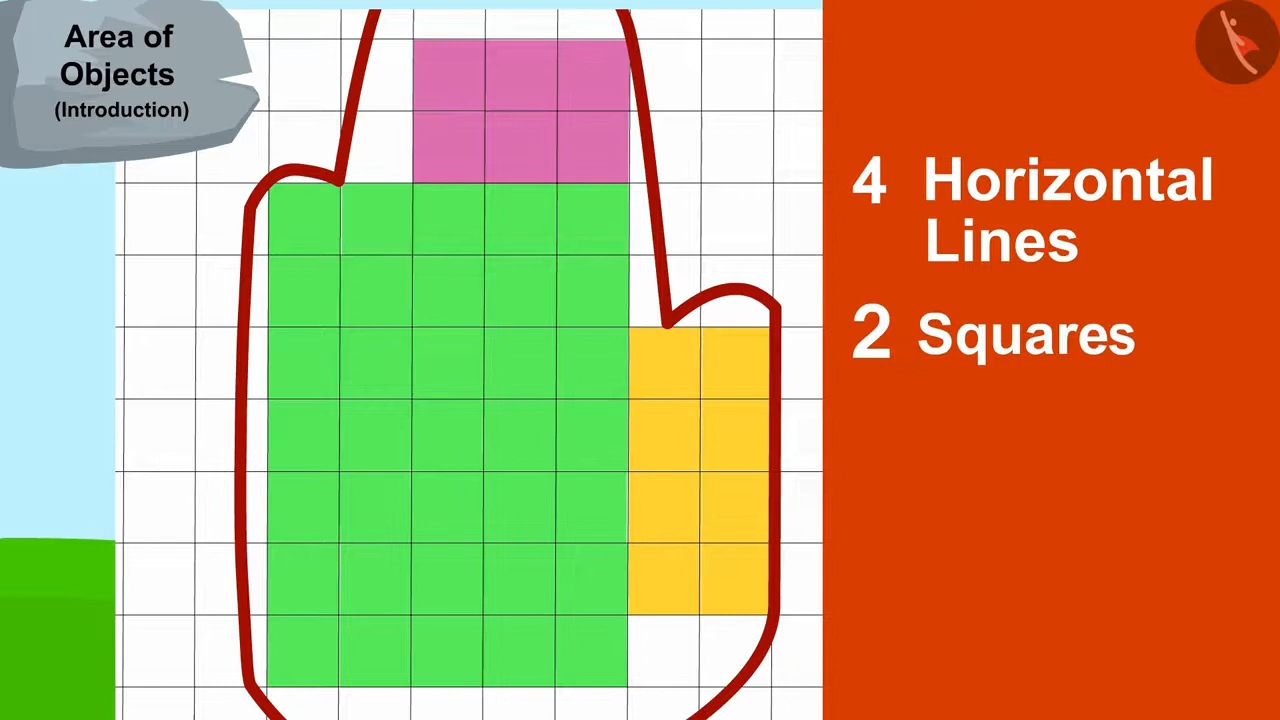 Area of
Objects
(Introduction)
4 Horizontal
Lines
2 Squares